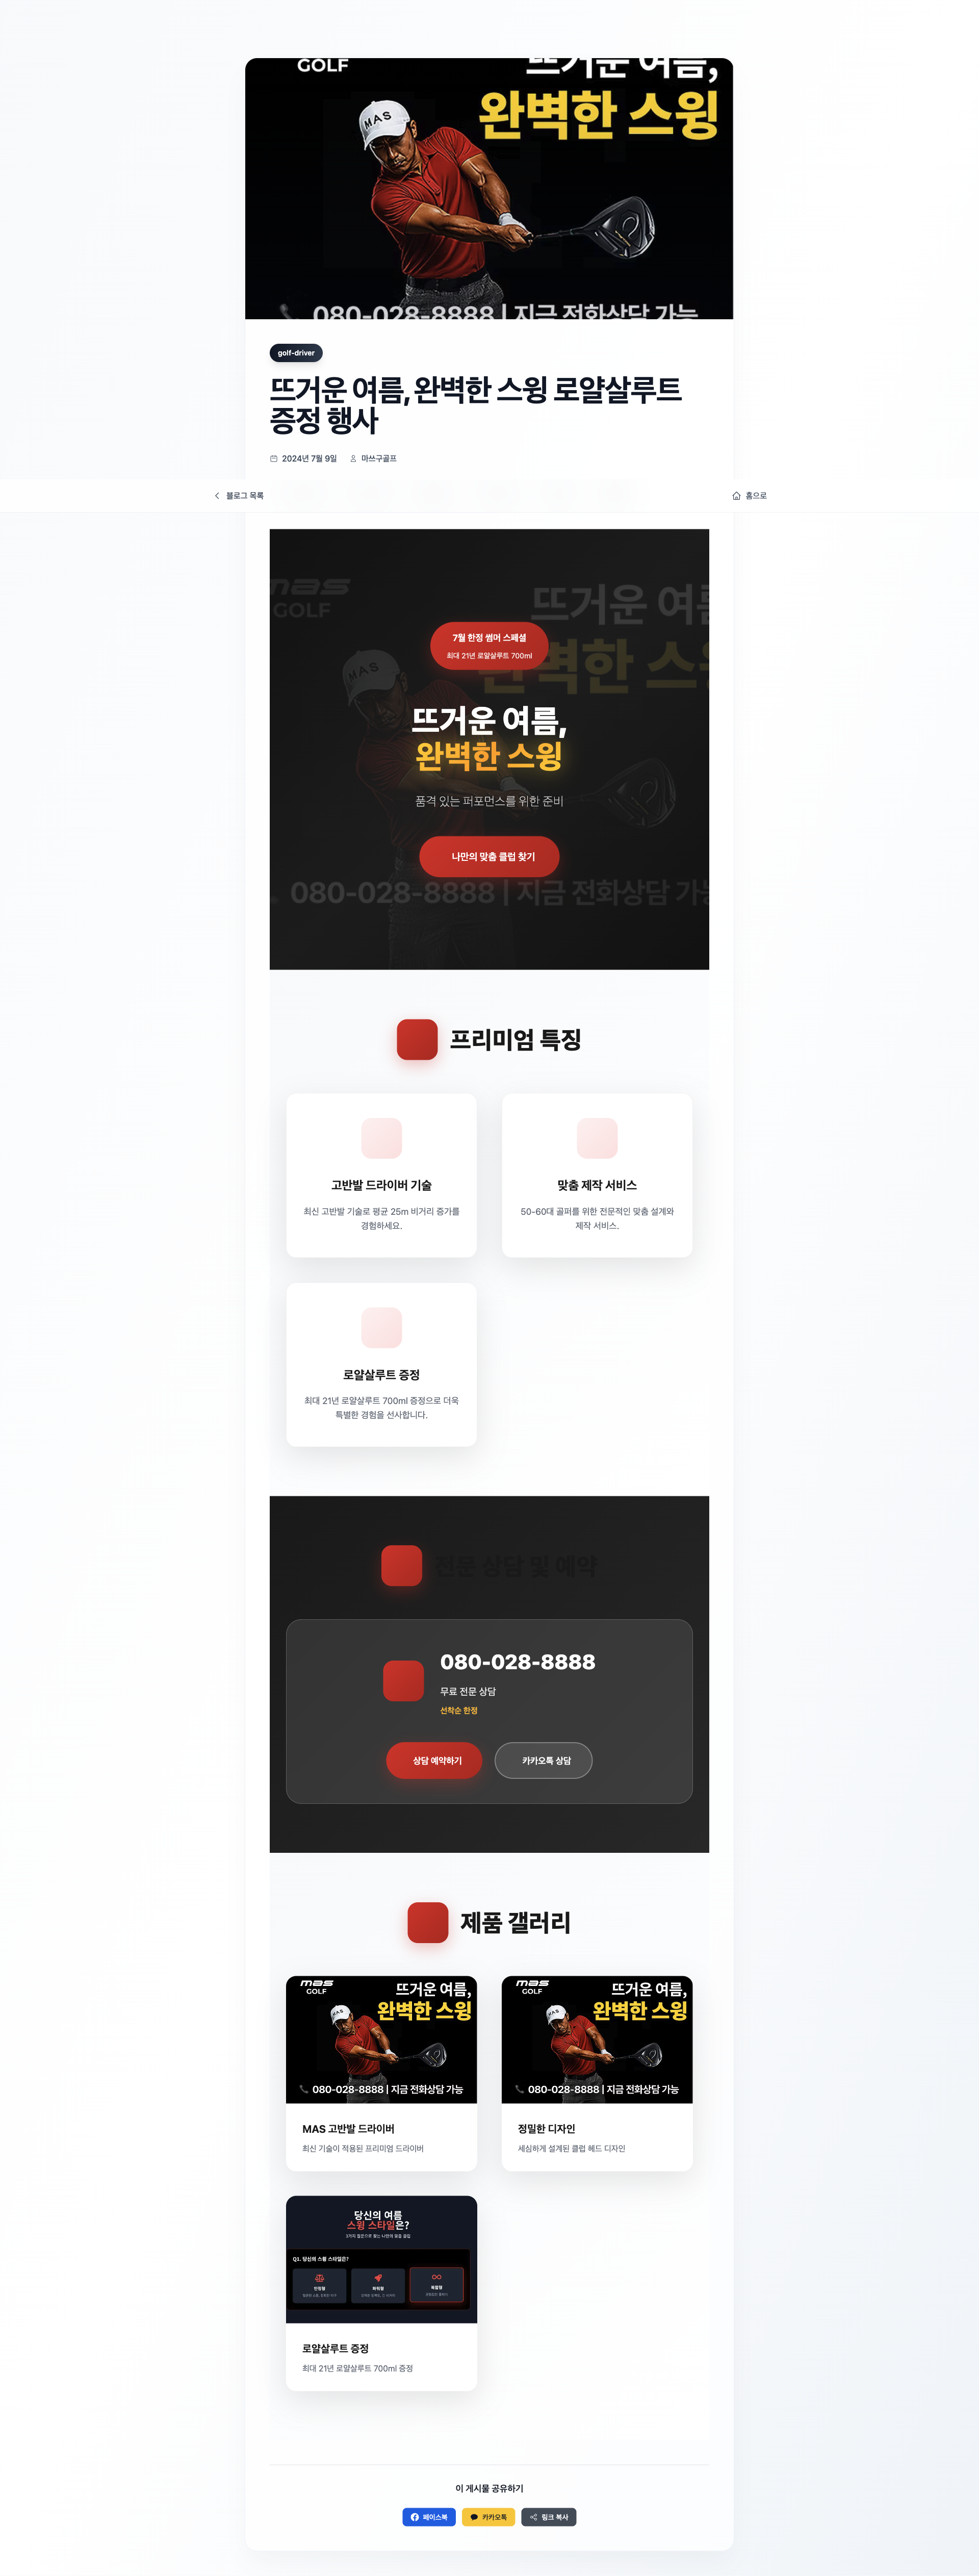 GOLF
뜨거운 여름,
완벽한 스윙
MAS
080-028-8888 | 지금 전화상담 가능
golf-driver
뜨거운 여름, 완벽한 스윙 로얄살루트
증정 행사
2024년 7월 9일
마쓰구골프
블로그 목록
홈으로
mas
GOLF
뜨거운 여름
7월 한정 썸머 스페셜
최대 21년 로얄살루트 700ml
완벽한 스윙
뜨거운 여름,
완벽한 스윙
품격 있는 퍼포먼스를 위한 준비
나만의 맞춤 클럽 찾기
080-028-8888 | 지금 전화상담 가능
프리미엄 특징
고반발 드라이버 기술
최신 고반발 기술로 평균 25m 비거리 증가를
경험하세요.
맞춤 제작 서비스
50-60대 골퍼를 위한 전문적인 맞춤 설계와
제작 서비스.
로얄살루트 증정
최대 21년 로얄살루트 700ml 증정으로 더욱
특별한 경험을 선사합니다.
전문 상담 및 예약
080-028-8888
무료 전문 상담
선착순 한정
상담 예약하기
카카오톡 상담
제품 갤러리
mas
GOLF
뜨거운 여름,
완벽한 스윙
MAS
080-028-8888 | 지금 전화상담 가능
MAS 고반발 드라이버
최신 기술이 적용된 프리미엄 드라이버
mas
GOLF
뜨거운 여름,
완벽한 스윙
MAS
080-028-8888 | 지금 전화상담 가능
정밀한 디자인
세심하게 설계된 클럽 헤드 디자인
당신의 여름
스윙 스타일은?
Q1. 당신의 스윙 스타일은?
안정형
파워형
복합형
로얄살루트 증정
최대 21년 로얄살루트 700ml 증정
이 게시물 공유하기
페이스북
카카오톡
링크 복사